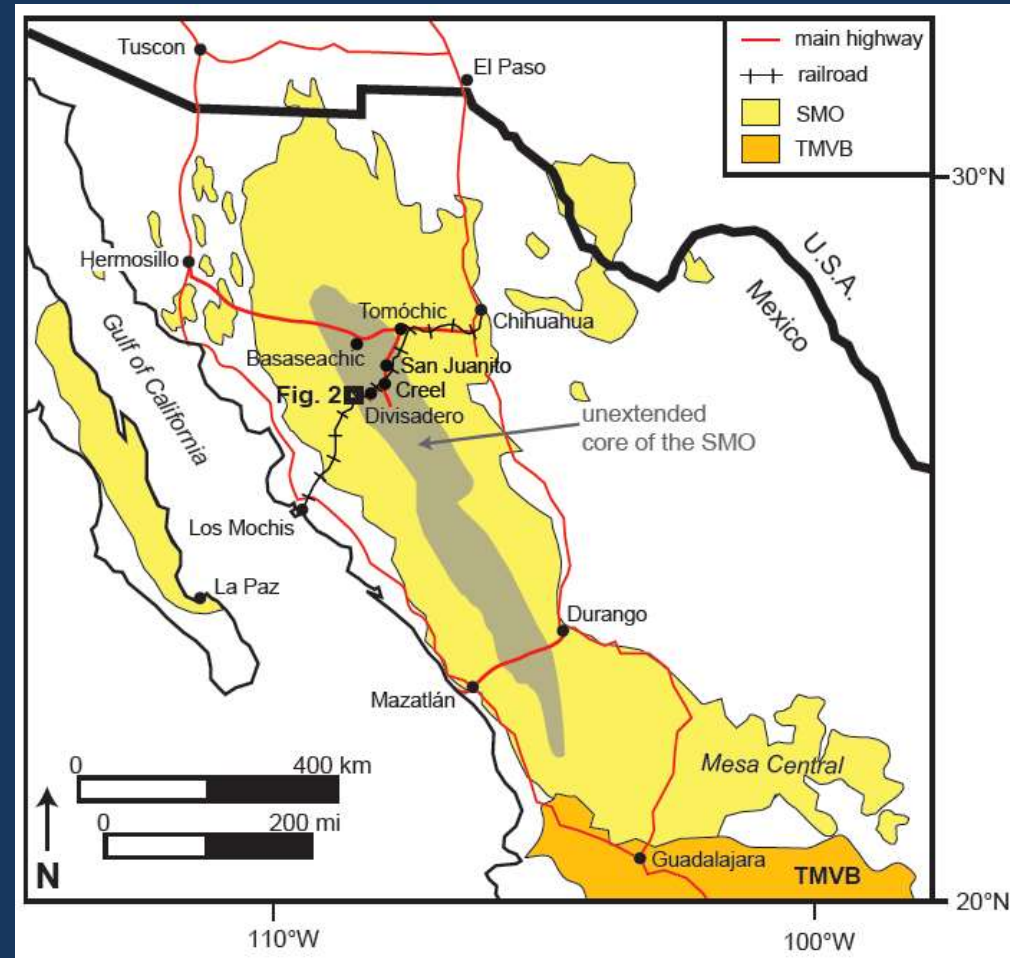 main highway
railroad
SMO
TMVB
Tuscon
El Paso
30°N
U.S.A.
Mexico
Hermosillo
Gulf of California
Tomóchic
Chihuahua
Basaseachic
San Juanito
Creel
Fig. 2
Divisadero
unextended
core of the SMO
Los Mochis
La Paz
Durango
Mazatlán
Mesa Central
0 400 km
0 200 mi
N
Guadalajara
TMVB
20°N
110°W
100°W